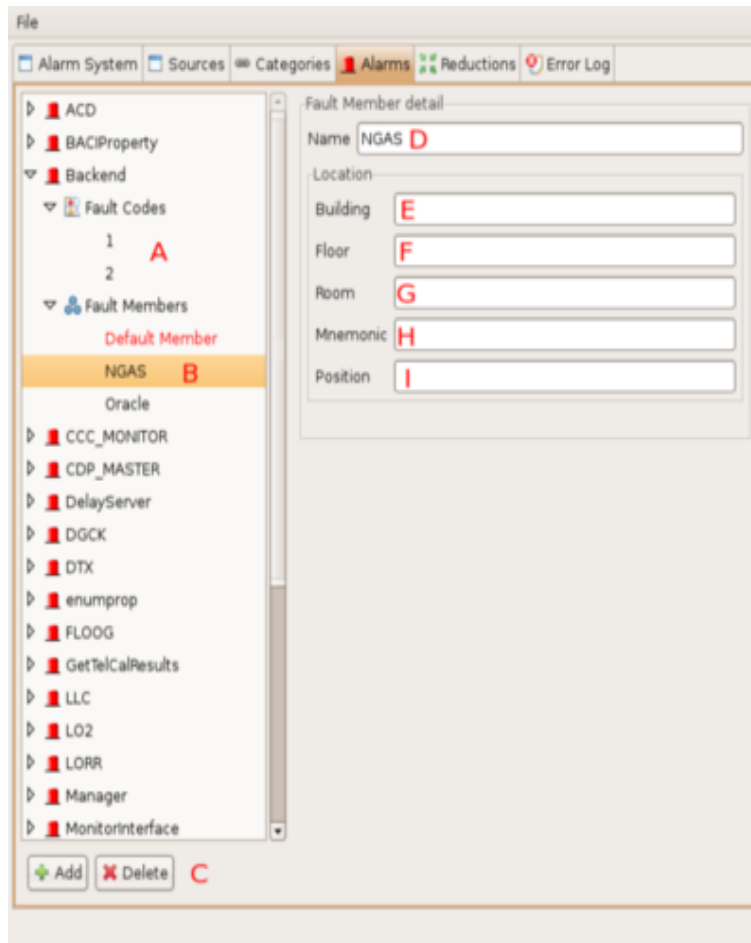 File
Alarm System Sources Categories Alarms Reductions Error Log
ACD
BACIProperty
Backend
Fault Codes
1
A
2
Fault Members
Default Member
NGAS B
Oracle
CCC_MONITOR
CDP_MASTER
DelayServer
DGCK
DTX
enumprop
FLOOG
GetTelCalResults
LLC
LO2
LORR
Manager
MonitorInterface
Add Delete C
Fault Member detail
Name NGAS D
Location
Building E
Floor F
Room G
Mnemonic H
Position I